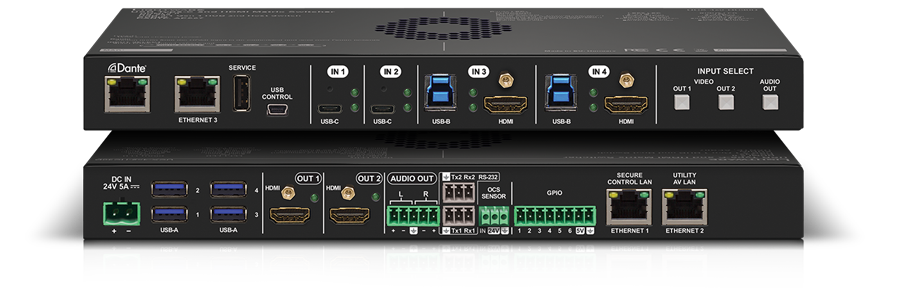 Dante
SERVICE
ETHERNET 3
USB
CONTROL
IN 1
USB-C
IN 2
USB-C
IN 3
USB-B
HDMI
IN 4
USB-B
HDMI
INPUT SELECT
VIDEO
OUT 1
OUT 2
AUDIO
OUT
DC IN
24V 5A
+ −
2
1
USB-A
4
3
USB-A
HDMI
OUT 1
HDMI
OUT 2
AUDIO OUT
L R
+ − − +
Tx2 Rx2 RS-232
Tx1 Rx1
OCS
SENSOR
IN 24V
GPIO
1 2 3 4 5 6 5V
SECURE
CONTROL LAN
ETHERNET 1
UTILITY
AV LAN
ETHERNET 2